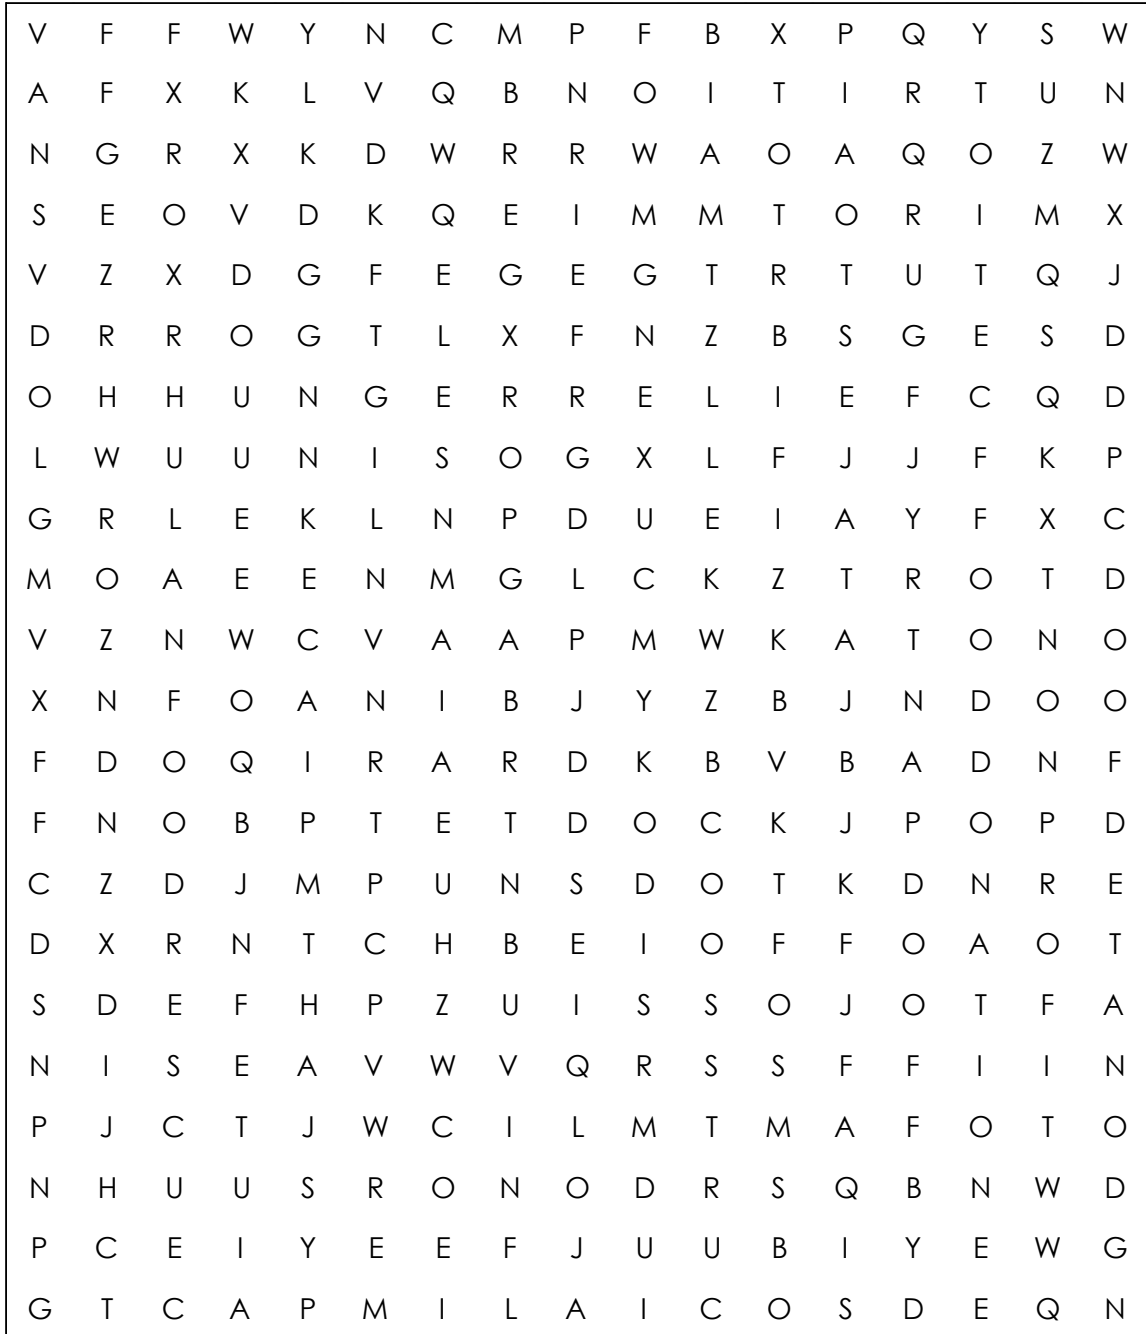 V F F W Y N C M P F B X P Q Y S W
A F X K L V Q B N O I T I R T U N
N G R X K D W R R W A O A Q O Z W
S E O V D K Q E I M M T O R I M X
V Z X D G F E G E G T R T U T Q J
D R R O G T L X F N Z B S G E S D
O H H U N G E R R E L I E F C Q D
L W U U N I S O G X L F J J F K P
G R L E K L N P D U E I A Y F X C
M O A E E N M G L C K Z T R O T D
V Z N W C V A A P M W K A T O N O
X N F O A N I B J Y Z B J N D O O
F D O Q I R A R D K B V B A D N F
F N O B P T E T D O C K J P O P D
C Z D J M P U N S D O T K D N R E
D X R N T C H B E I O F F O A O T
S D E F H P Z U I S S O J O T F A
N I S E A V W V Q R S S F F I I N
P J C T J W C I L M T M A F O T O
N H U U S R O N O D R S Q B N W D
P C E I Y E E F J U U B I Y E W G
G T C A P M I L A I C O S D E Q N